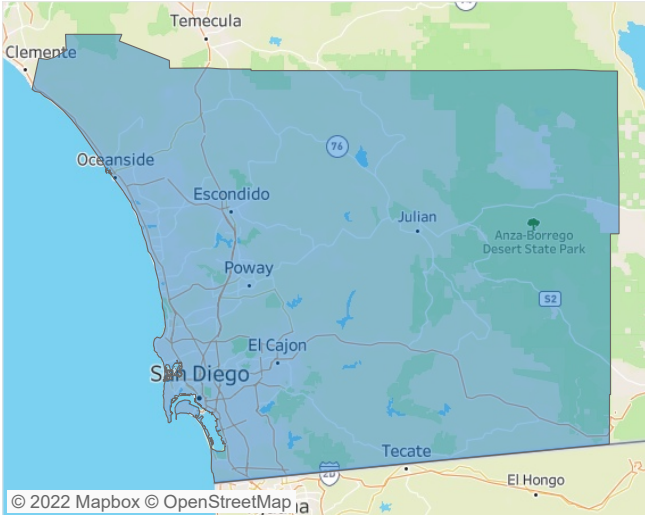 Temecula
Clemente
76
Oceanside
Escondido
Julian
Anza-Borrego
Desert State Park
Poway
S2
El Cajon
San Diego
Tecate
El Hongo
© 2022 Mapbox © OpenStreetMap